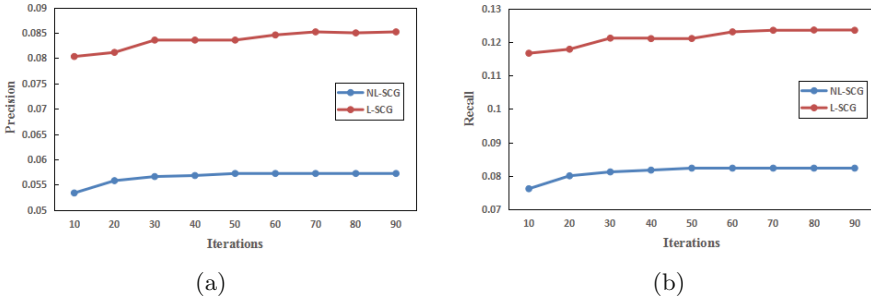 0.09
0.085
0.08
0.075
0.07
0.065
0.06
0.055
0.05
Precision
NL-SCG
L-SCG
10 20 30 40 50 60 70 80 90
Itierations
(a)
0.13
0.12
0.11
0.1
0.09
0.08
0.07
Recall
NL-SCG
L-SCG
10 20 30 40 50 60 70 80 90
Itierations
(b)